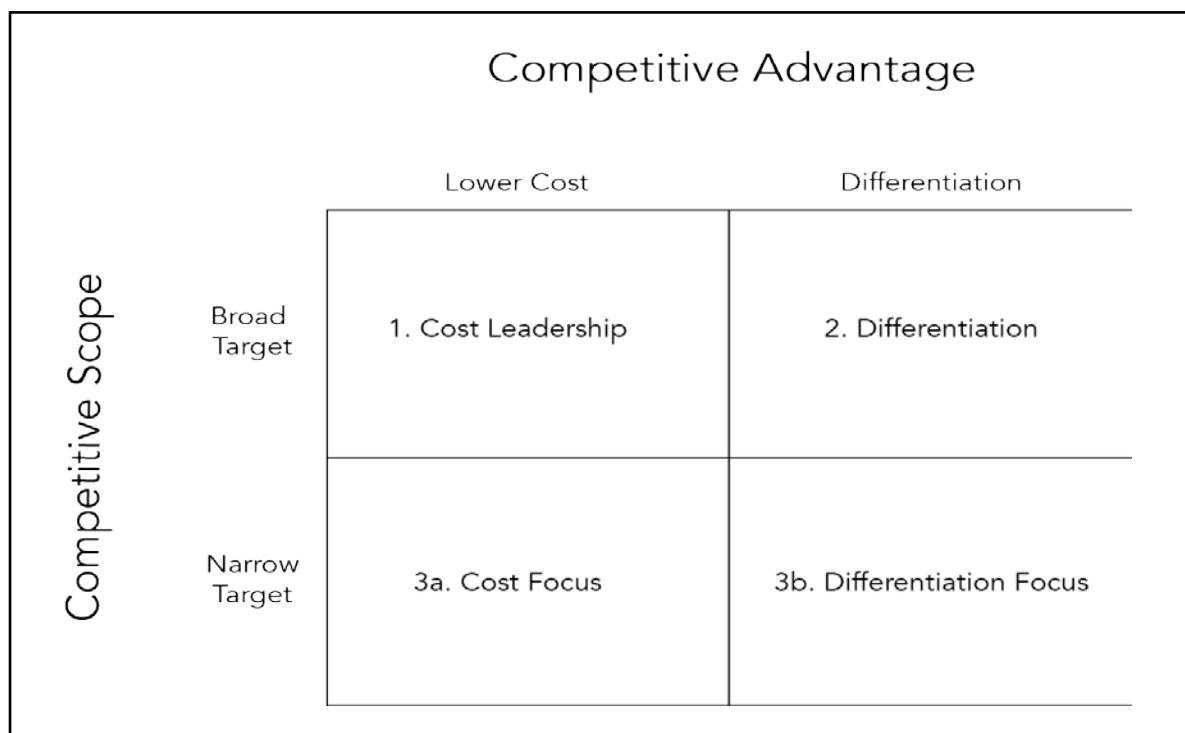 Competitive Advantage
Lower Cost
Differentiation
Competitive Scope
Broad
Target
1. Cost Leadership
2. Differentiation
Narrow
Target
3a. Cost Focus
3b. Differentiation Focus